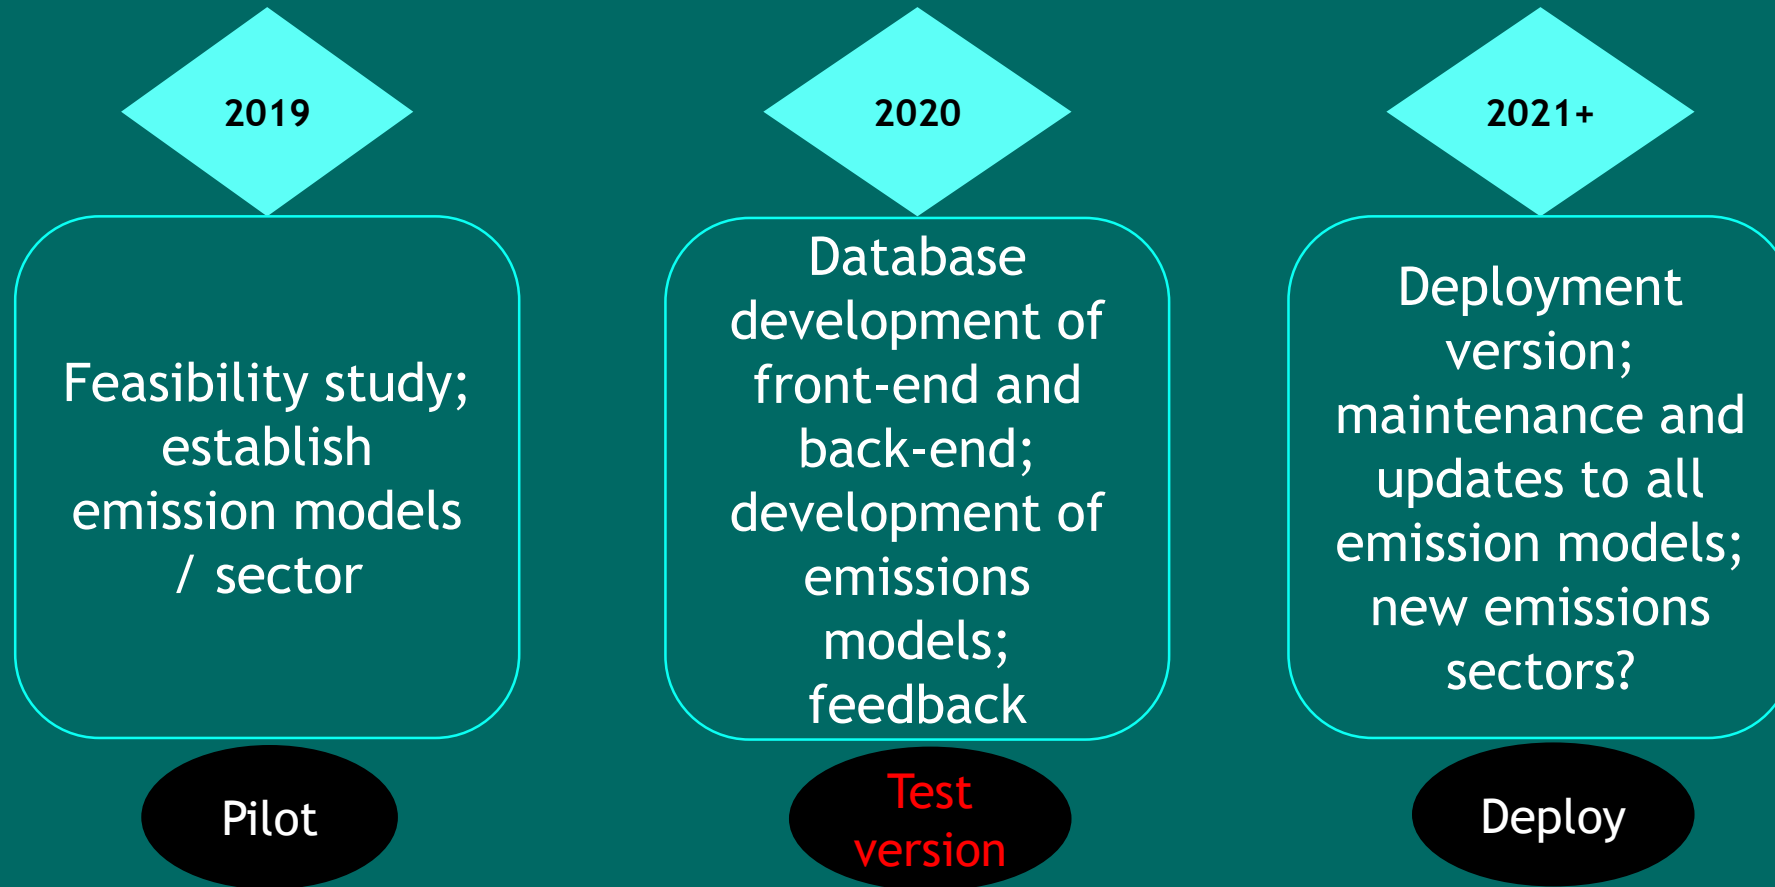 2019
Feasibility study;
establish
emission models
/ sector
Pilot
2020
Database
development of
front-end and
back-end;
development of
emissions
models;
feedback
Test
version
2021+
Deployment
version;
maintenance and
updates to all
emission models;
new emissions
sectors?
Deploy